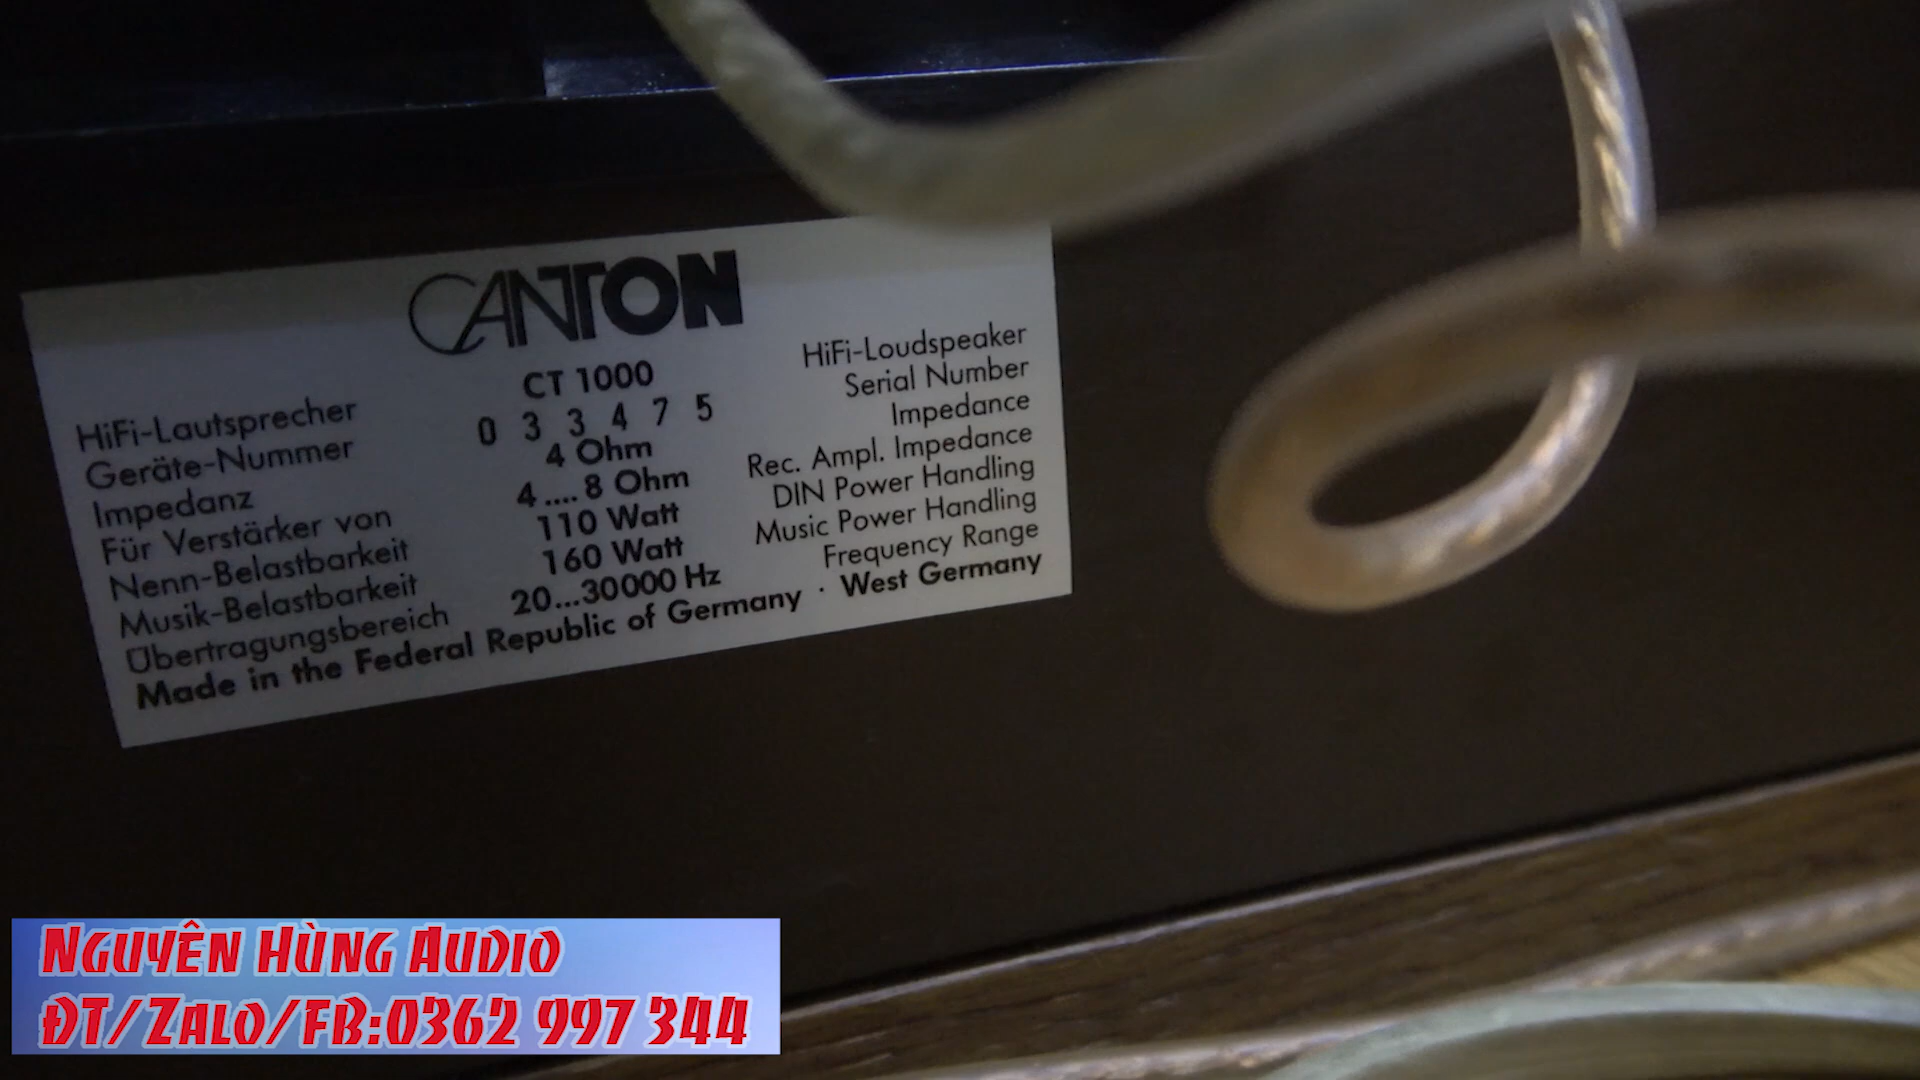 CANTON
HiFi-Lautsprecher CT 1000 HiFi-Loudspeaker
Geräte-Nummer 0 3 3 4 7 5 Serial Number
Impedanz 4 Ohm Impedance
Für Verstärker von 4....8 Ohm Rec. Ampl. Impedance
Nenn-Belastbarkeit 110 Watt DIN Power Handling
Musik-Belastbarkeit 160 Watt Music Power Handling
Übertragungsbereich 20...30000 Hz Frequency Range
Made in the Federal Republic of Germany · West Germany
NGUYÊN HÙNG AUDIO
ĐT/ZALO/FB:0362 997 344